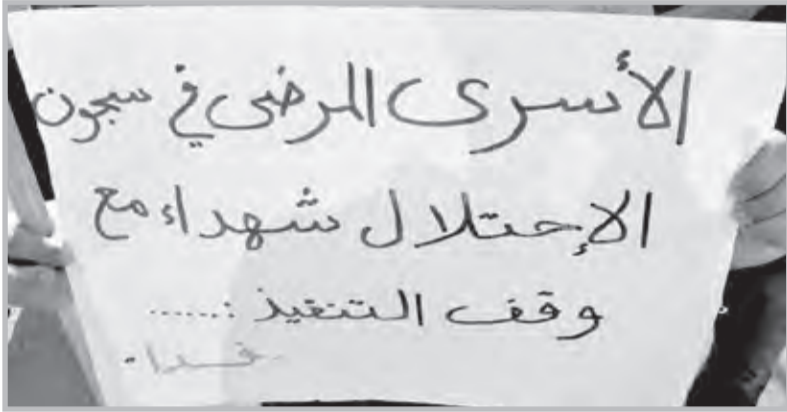 الأسرى المرضى في سجون
الإحتلال شهداء مع
وقف التنفيذ :......